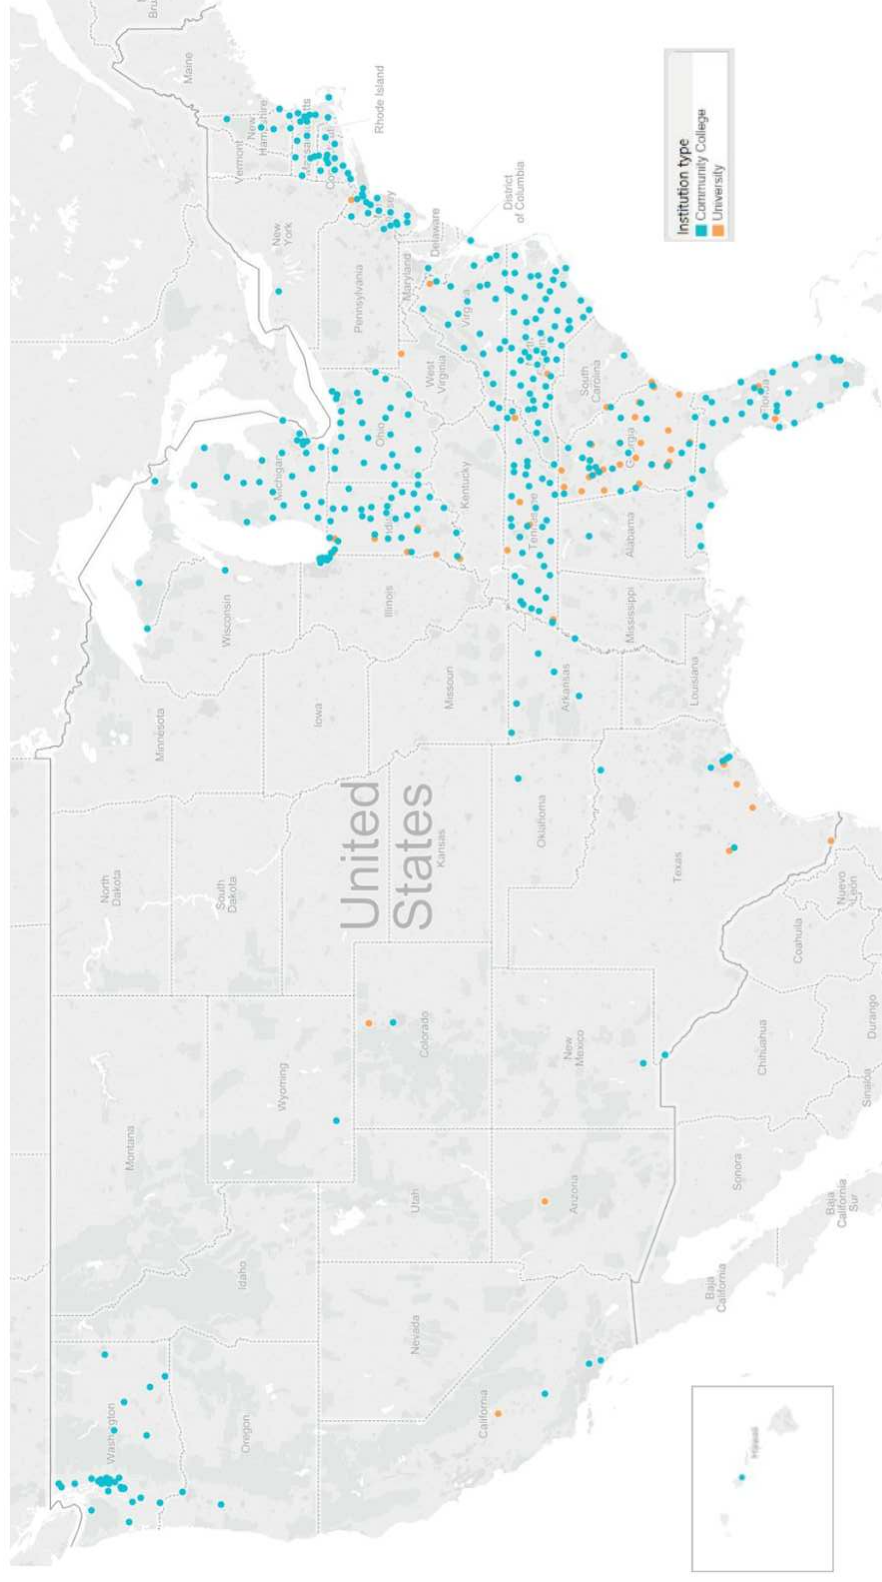 Institution type
Community College
University
United
States
Washington
Oregon
California
Nevada
Idaho
Montana
Wyoming
Utah
Colorado
Arizona
New
Mexico
North
Dakota
South
Dakota
Kansas
Oklahoma
Texas
Minnesota
Iowa
Missouri
Arkansas
Louisiana
Wisconsin
Illinois
Michigan
Ohio
Kentucky
Tennessee
Mississippi
Alabama
Georgia
Florida
South
Carolina
Virginia
West
Virginia
Maryland
Delaware
District
of Columbia
Pennsylvania
New
York
Vermont
New
Hampshire
Maine
Rhode Island
Baja
California
Baja
California
Sur
Sonora
Chihuahua
Sinaloa
Durango
Coahuila
Nuevo
León
Hawaii